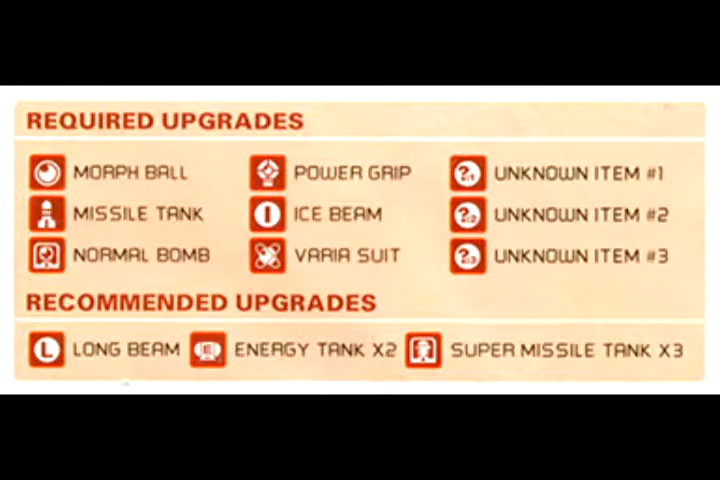 REQUIRED UPGRADES
MORPH BALL POWER GRIP UNKNOWN ITEM #1
MISSILE TANK ICE BEAM UNKNOWN ITEM #2
NORMAL BOMB VARIA SUIT UNKNOWN ITEM #3
RECOMMENDED UPGRADES
L LONG BEAM ENERGY TANK X2 SUPER MISSILE TANK X3